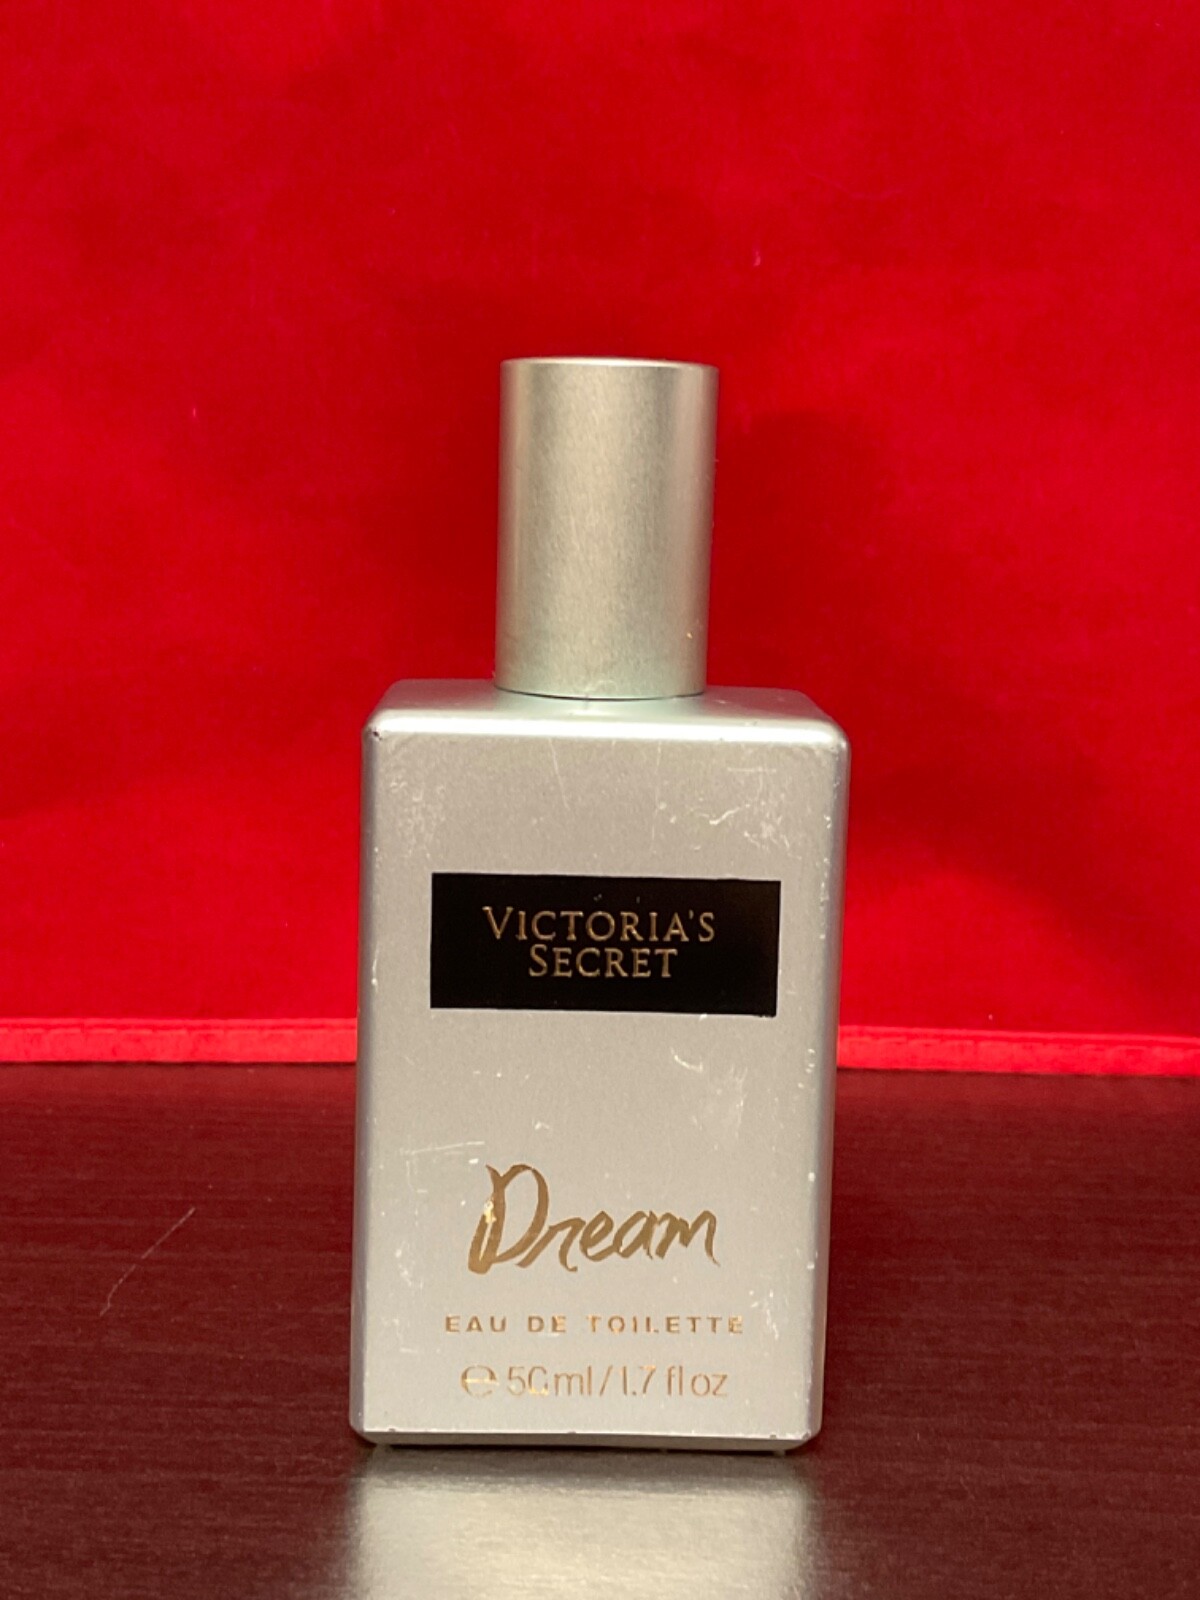 VICTORIA'S
SECRET
Dream
EAU DE TOILETTE
℮ 50ml/1.7 fl oz